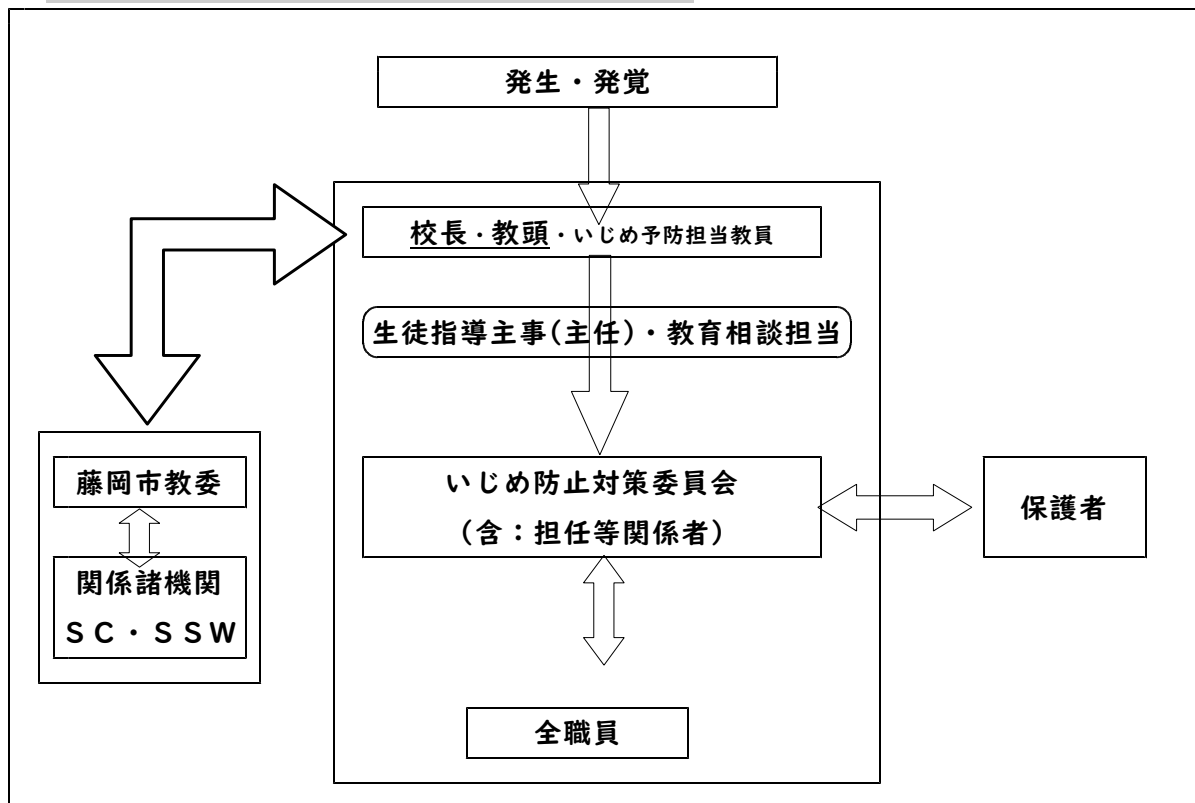 発生・発覚
校長・教頭・いじめ予防担当教員
生徒指導主事(主任)・教育相談担当
いじめ防止対策委員会
(含:担任等関係者)
全職員
藤岡市教委
関係諸機関
SC・SSW
保護者